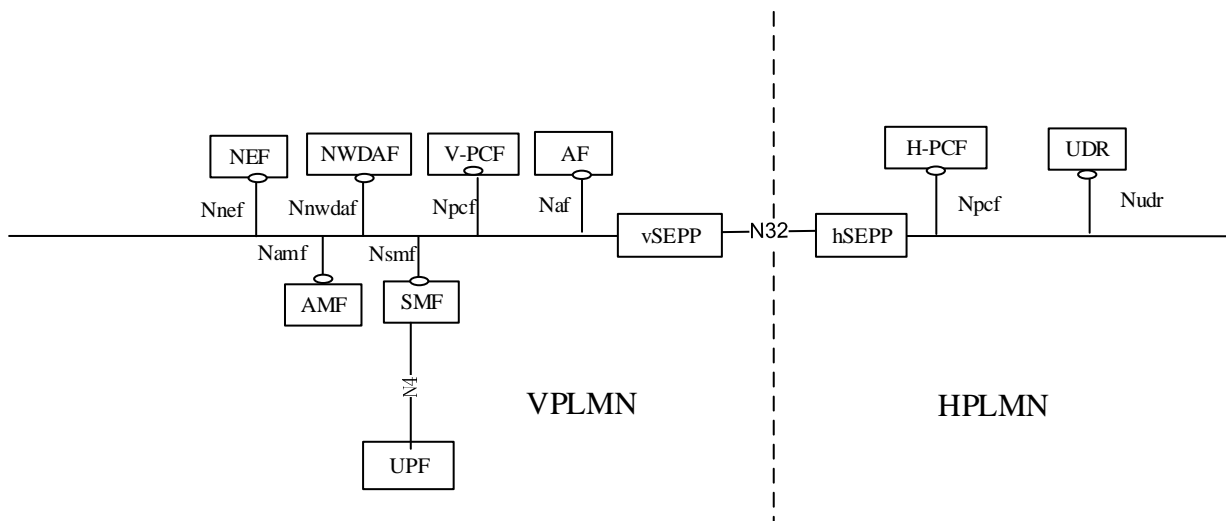 NEF
NWDAF
V-PCF
AF
H-PCF
UDR
Nnef
Nnwdaf
Npcf
Naf
Npcf
Nudr
vSEPP
N32
hSEPP
Namf
Nsmf
AMF
SMF
N4
VPLMN
HPLMN
UPF